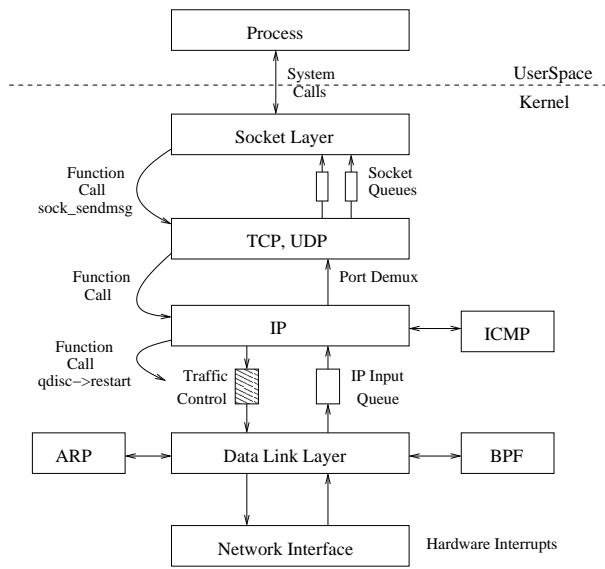 Process
System
Calls
UserSpace
Kernel
Socket Layer
Function
Call
sock_sendmsg
Socket
Queues
TCP, UDP
Function
Call
Port Demux
IP
ICMP
Function
Call
qdisc->restart
Traffic
Control
IP Input
Queue
ARP
Data Link Layer
BPF
Network Interface
Hardware Interrupts